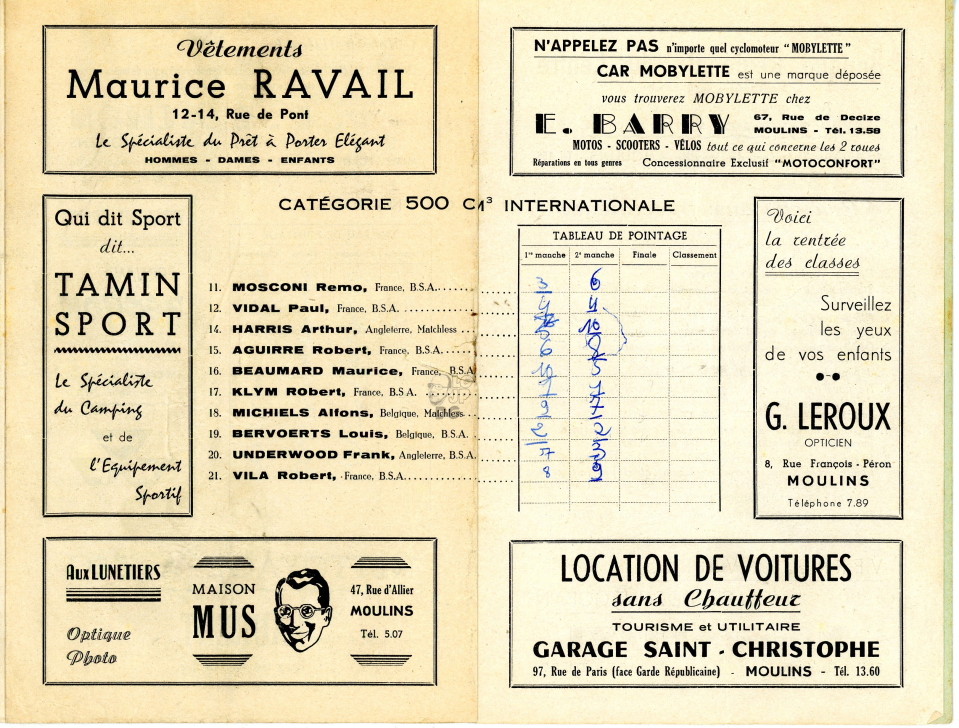 Vêtements
Maurice RAVAIL
12-14, Rue de Pont
Le Spécialiste du Prêt à Porter Elégant
HOMMES - DAMES - ENFANTS
N'APPELEZ PAS n'importe quel cyclomoteur "MOBYLETTE"
CAR MOBYLETTE est une marque déposée
vous trouverez MOBYLETTE chez
E. BARRY
67, Rue de Decize
MOULINS - Tél. 13.58
MOTOS - SCOOTERS - VÉLOS tout ce qui concerne les 2 roues
Réparations en tous genres Concessionnaire Exclusif "MOTOCONFORT"
CATÉGORIE 500 CM³ INTERNATIONALE
Qui dit Sport
dit...
TAMIN
SPORT
Le Spécialiste
du Camping
et de
l'Equipement
Sportif
TABLEAU DE POINTAGE
1re manche 2e manche Finale Classement
11. MOSCONI Remo, France, B.S.A. 3 6
12. VIDAL Paul, France, B.S.A. 4 4
14. HARRIS Arthur, Angleterre, Matchless 10
15. AGUIRRE Robert, France, B.S.A. 6
16. BEAUMARD Maurice, France, B.S.A. 5
17. KLYM RObert, France, B.S A.
18. MICHIELS Alfons, Belgique, Matchless
19. BERVOERTS Louis, Belgique, B.S.A.
20. UNDERWOOD Frank, Angleterre, B.S.A.
21. VILA Robert, France, B.S.A. 8 9
Voici
la rentrée
des classes
Surveillez
les yeux
de vos enfants
G. LEROUX
OPTICIEN
8, Rue François - Péron
MOULINS
Téléphone 7.89
Aux LUNETIERS
Optique
Photo
MAISON
MUS
47, Rue d'Allier
MOULINS
Tél. 5.07
LOCATION DE VOITURES
sans Chauffeur
TOURISME et UTILITAIRE
GARAGE SAINT - CHRISTOPHE
97, Rue de Paris (face Garde Républicaine) - MOULINS - Tél. 13.60